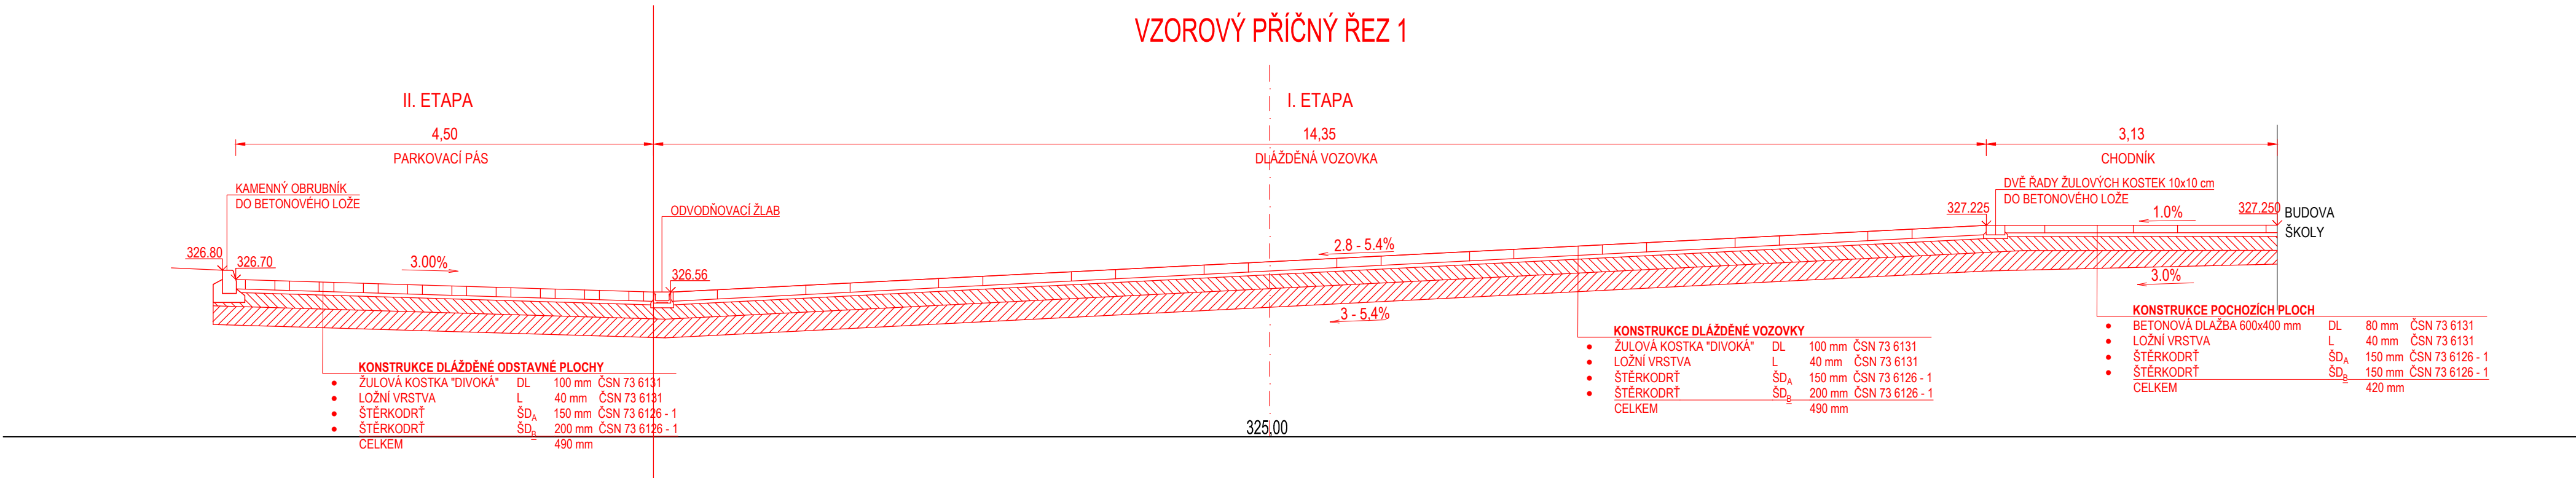 VZOROVÝ PŘÍČNÝ ŘEZ 1
II. ETAPA
I. ETAPA
4,50
14,35
3,13
PARKOVACÍ PÁS
DLÁŽDĚNÁ VOZOVKA
CHODNÍK
KAMENNÝ OBRUBNÍK
DO BETONOVÉHO LOŽE
ODVODŇOVACÍ ŽLAB
DVĚ ŘADY ŽULOVÝCH KOSTEK 10x10 cm
DO BETONOVÉHO LOŽE
327.225
1.0%
327.250
BUDOVA
ŠKOLY
326.80
326.70
3.00%
326.56
2.8 - 5.4%
3.0%
3 - 5,4%
KONSTRUKCE DLÁŽDĚNÉ ODSTAVNÉ PLOCHY
• ŽULOVÁ KOSTKA "DIVOKÁ" DL 100 mm ČSN 73 6131
• LOŽNÍ VRSTVA L 40 mm ČSN 73 6131
• ŠTĚRKODRŤ ŠDA 150 mm ČSN 73 6126 - 1
• ŠTĚRKODRŤ ŠDB 200 mm ČSN 73 6126 - 1
CELKEM 490 mm
KONSTRUKCE DLÁŽDĚNÉ VOZOVKY
• ŽULOVÁ KOSTKA "DIVOKÁ" DL 100 mm ČSN 73 6131
• LOŽNÍ VRSTVA L 40 mm ČSN 73 6131
• ŠTĚRKODRŤ ŠDA 150 mm ČSN 73 6126 - 1
• ŠTĚRKODRŤ ŠDB 200 mm ČSN 73 6126 - 1
CELKEM 490 mm
KONSTRUKCE POCHOZÍCH PLOCH
• BETONOVÁ DLAŽBA 600x400 mm DL 80 mm ČSN 73 6131
• LOŽNÍ VRSTVA L 40 mm ČSN 73 6131
• ŠTĚRKODRŤ ŠDA 150 mm ČSN 73 6126 - 1
• ŠTĚRKODRŤ ŠDB 150 mm ČSN 73 6126 - 1
CELKEM 420 mm
325,00